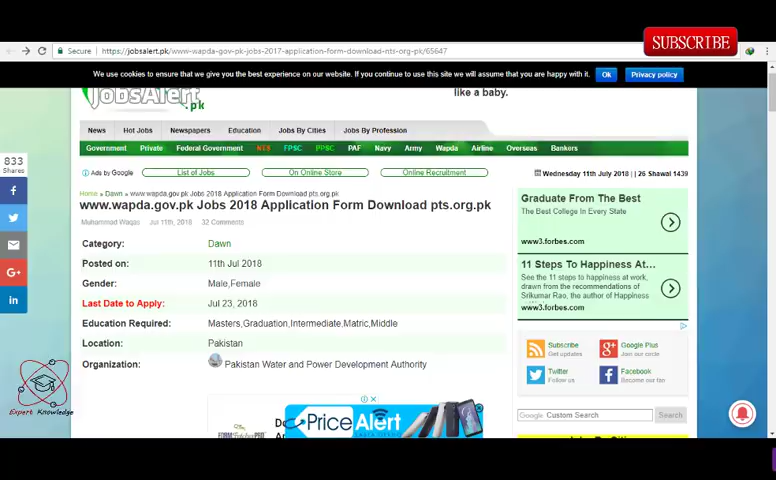 SUBSCRIBE
Secure https://jobsalert.pk/www-wapda-gov-pk-jobs-2017-application-form-download-nts-org-pk/65647
We use cookies to ensure that we give you the best experience on our website. If you continue to use this site we will assume that you are happy with it. Ok Privacy policy
JobsAlert.pk
like a baby.
News Hot Jobs Newspapers Education Jobs By Cities Jobs By Profession
Government Private Federal Government NTS FPSC PPSC PAF Navy Army Wapda Airline Overseas Bankers
Ads by Google List of Jobs On Online Store Online Recruitment
Wednesday 11th July 2018 | 26 Shawal 1439
833
Shares
Home » Dawn » www.wapda.gov.pk Jobs 2018 Application Form Download pts.org.pk
www.wapda.gov.pk Jobs 2018 Application Form Download pts.org.pk
Muhammad Waqas Jul 11th, 2018 32 Comments
Category: Dawn
Posted on: 11th Jul 2018
Gender: Male,Female
Last Date to Apply: Jul 23, 2018
Education Required: Masters,Graduation,Intermediate,Matric,Middle
Location: Pakistan
Organization: Pakistan Water and Power Development Authority
Graduate From The Best
The Best College In Every State
www3.forbes.com
11 Steps To Happiness At...
See the 11 steps to happiness at work,
drawn from the recommendations of
Srikumar Rao, the author of Happiness
www3.forbes.com
Subscribe
Get updates
Google Plus
Join our circle
Twitter
Follow us
Facebook
Become our fan
Google Custom Search Search
Expert Knowledge
PriceAlert